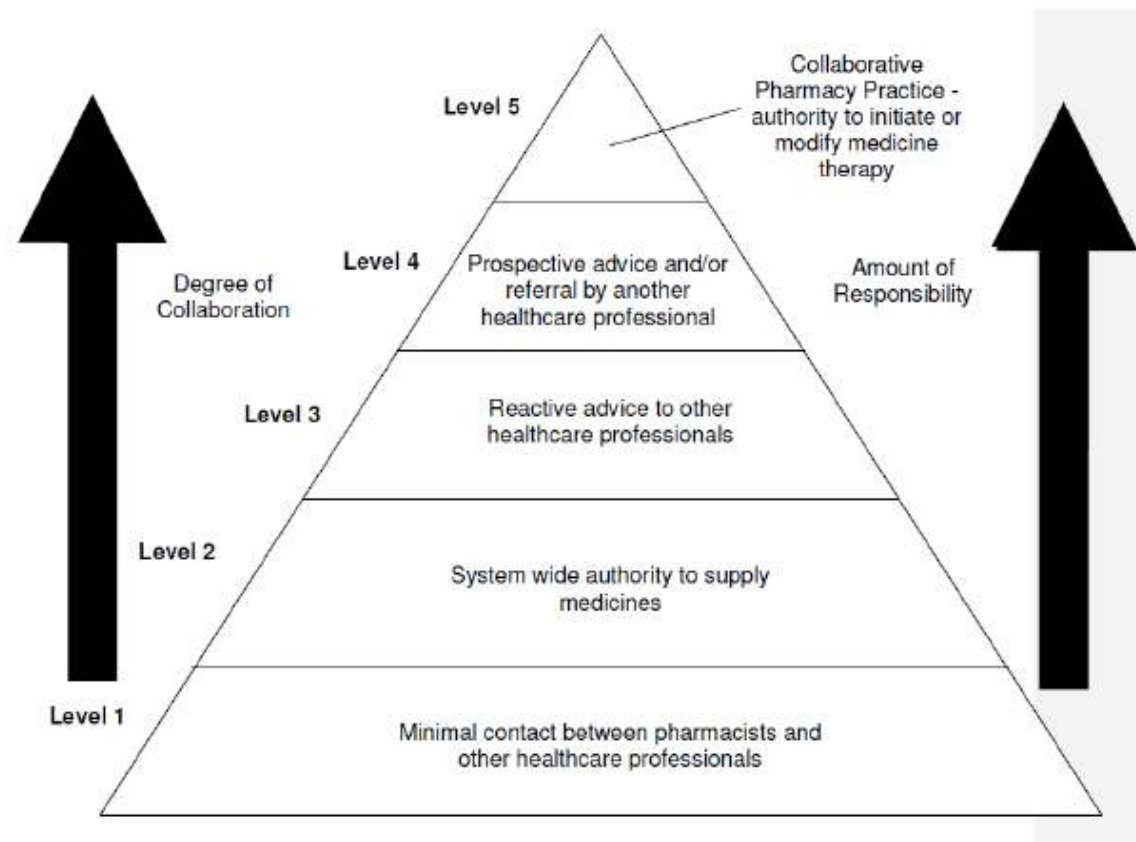 Level 5
Collaborative
Pharmacy Practice -
authority to initiate or
modify medicine
therapy
Level 4
Prospective advice and/or
referral by another
healthcare professional
Degree of
Collaboration
Amount of
Responsibility
Level 3
Reactive advice to other
healthcare professionals
Level 2
System wide authority to supply
medicines
Level 1
Minimal contact between pharmacists and
other healthcare professionals